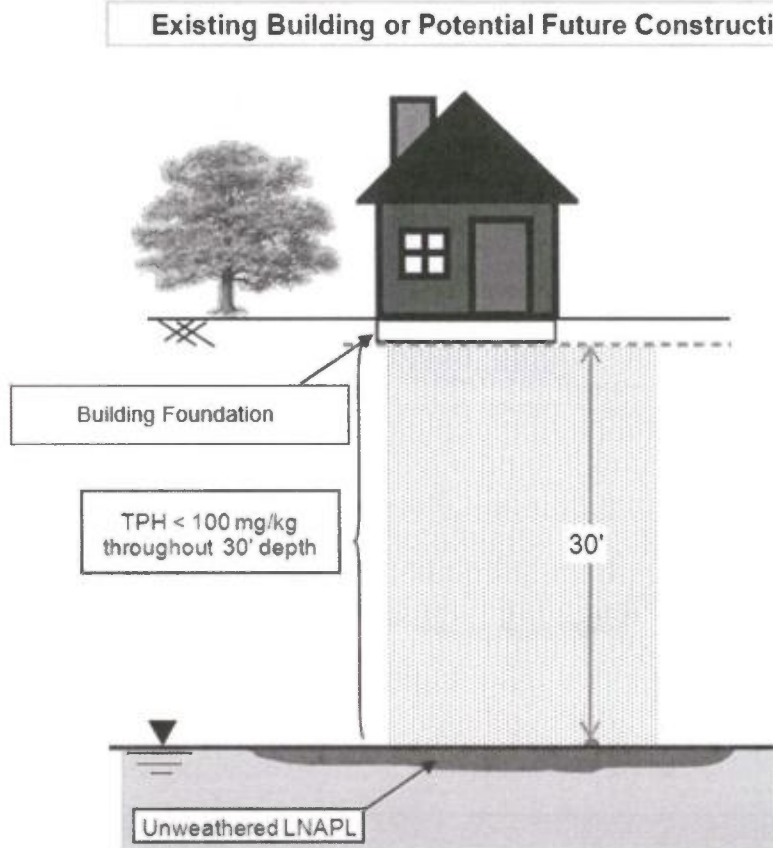 Existing Building or Potential Future Constructi
Building Foundation
TPH < 100 mg/kg
throughout 30' depth
30'
Unweathered LNAPL